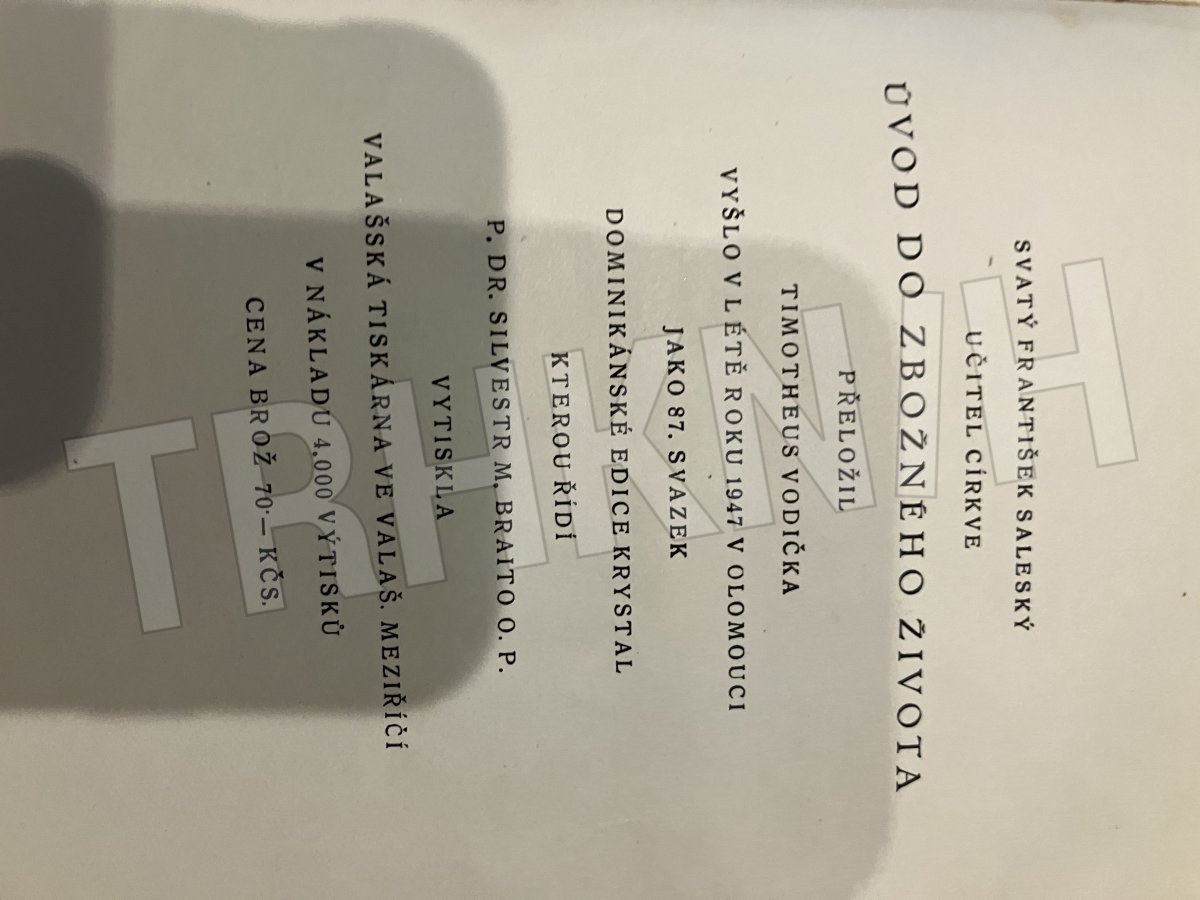 SVATÝ FRANTIŠEK SALESKÝ
UČITEL CÍRKVE
ÚVOD DO ZBOŽNÉHO ŽIVOTA
PŘELOŽIL
TIMOTHEUS VODIČKA
VYŠLO V LÉTĚ ROKU 1947 V OLOMOUCI
JAKO 87. SVAZEK
DOMINIKÁNSKÉ EDICE KRYSTAL
KTEROU ŘÍDÍ
P. DR. SILVESTR M. BRAITO O. P.
VYTISKLA
VALAŠSKÁ TISKÁRNA VE VALAŠ. MEZIŘÍČÍ
V NÁKLADU 4.000 VÝTISKŮ
CENA BROŽ 70·— KČS.